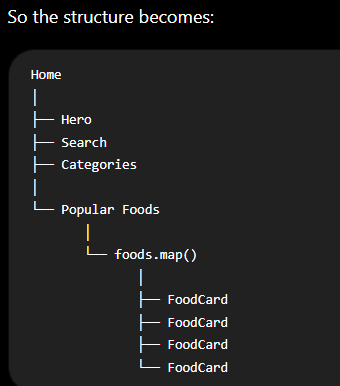 So the structure becomes:
Home
│
├── Hero
├── Search
├── Categories
│
└── Popular Foods
       │
       └── foods.map()
              │
              ├── FoodCard
              ├── FoodCard
              ├── FoodCard
              └── FoodCard